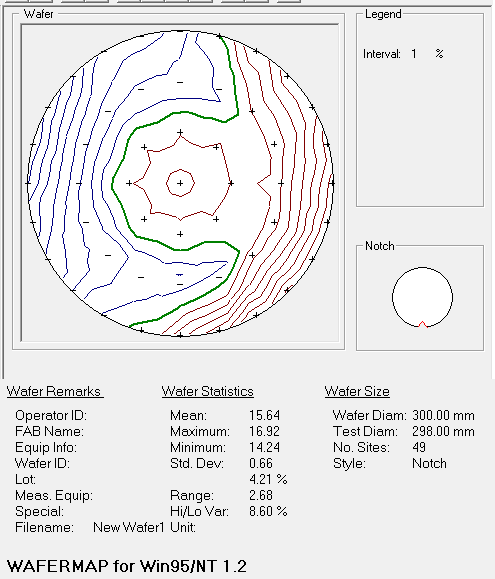 Wafer
Legend
Interval: 1 %
Notch
Wafer Remarks Wafer Statistics Wafer Size
Operator ID: Mean: 15.64 Wafer Diam: 300.00 mm
FAB Name: Maximum: 16.92 Test Diam: 298.00 mm
Equip Info: Minimum: 14.24 No. Sites: 49
Wafer ID: Std. Dev: 0.66 Style: Notch
Lot: 4.21 %
Meas. Equip: Range: 2.68
Special: Hi/Lo Var: 8.60 %
Filename: New Wafer1 Unit:
WAFERMAP for Win95/NT 1.2